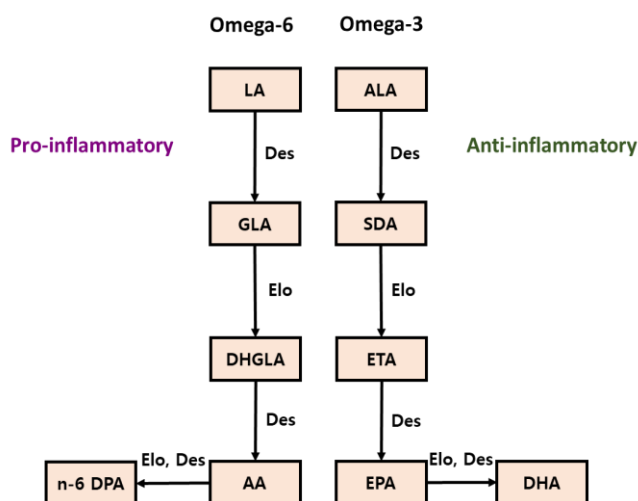 Omega-6 Omega-3
LA ALA
Pro-inflammatory Des Des Anti-inflammatory
GLA SDA
Elo Elo
DHGLA ETA
Des Des
Elo, Des Elo, Des
n-6 DPA AA EPA DHA